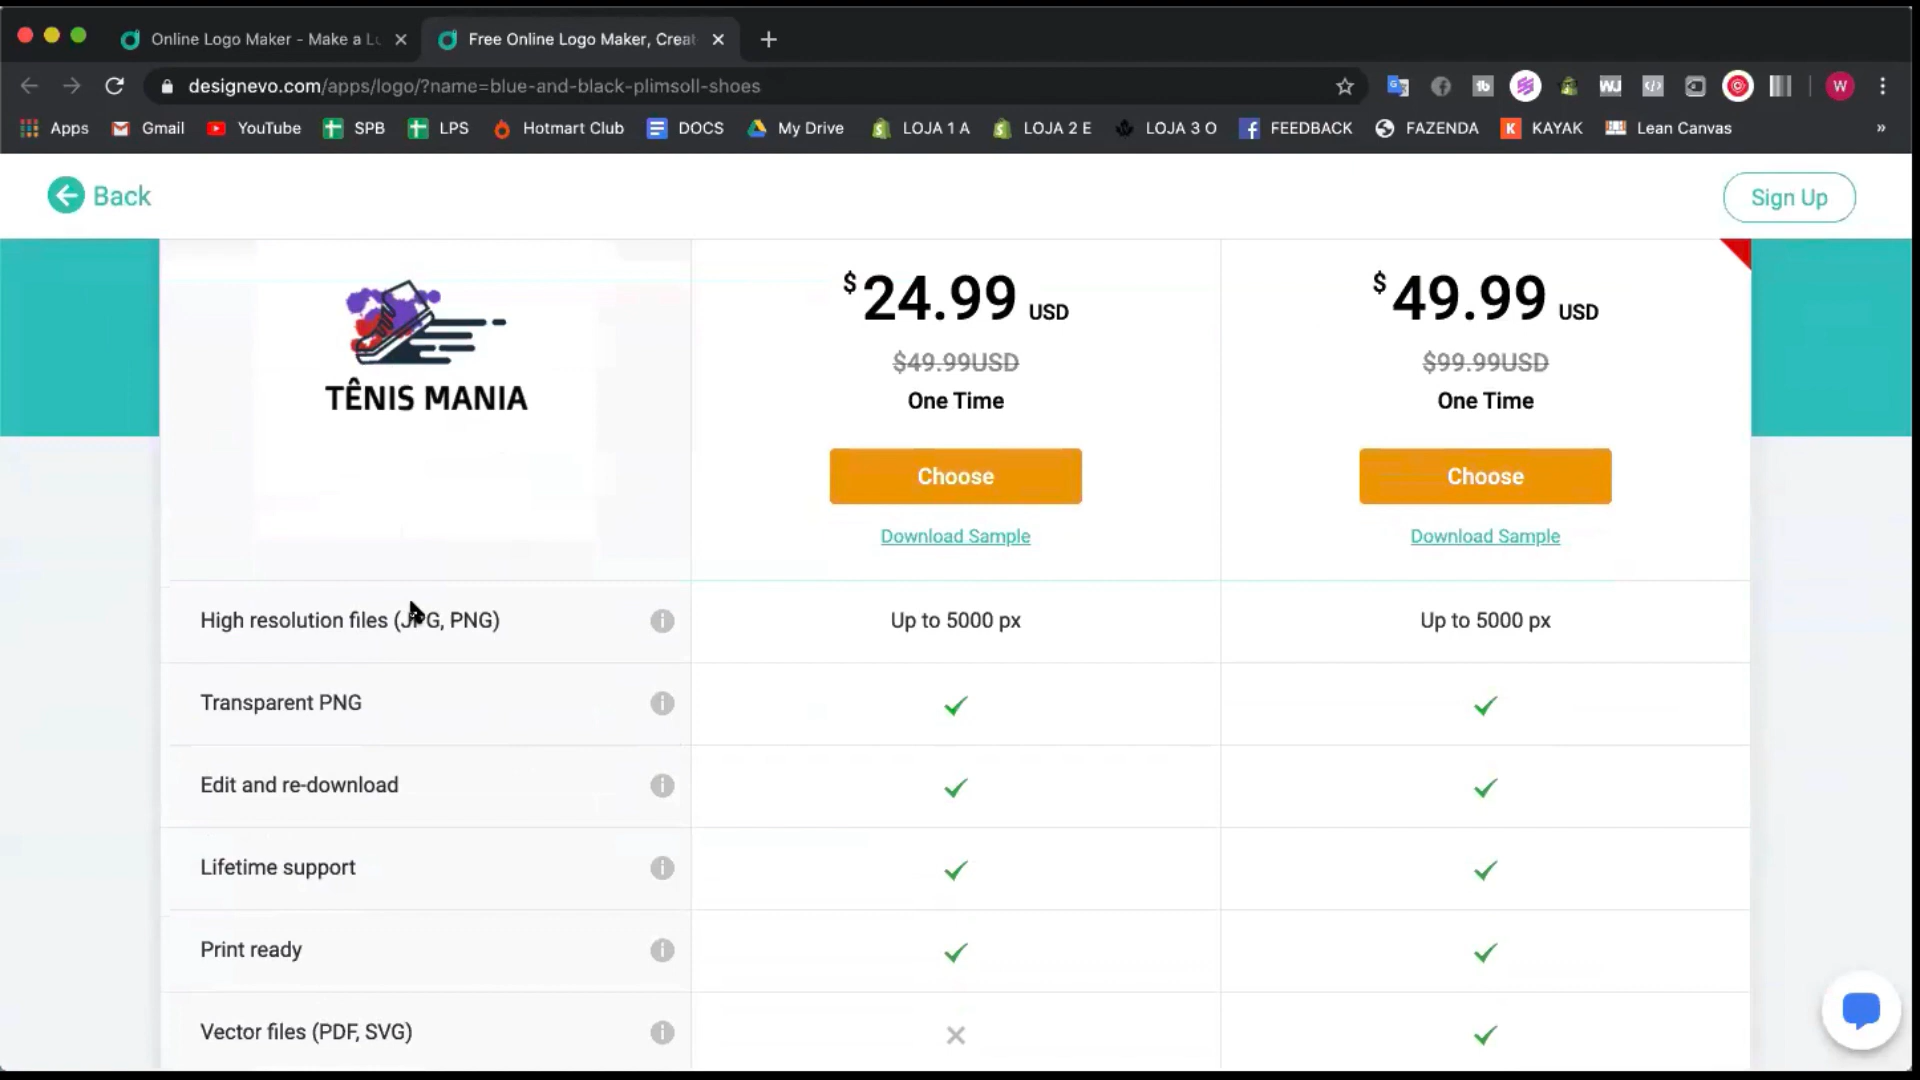 Online Logo Maker - Make a Lo
Free Online Logo Maker, Creat
designevo.com/apps/logo/?name=blue-and-black-plimsoll-shoes
W
Apps Gmail YouTube SPB LPS Hotmart Club DOCS My Drive LOJA 1 A LOJA 2 E LOJA 3 O FEEDBACK FAZENDA KAYAK Lean Canvas »
Back
Sign Up
TÊNIS MANIA
$24.99 USD
$49.99USD
One Time
Choose
Download Sample
$49.99 USD
$99.99USD
One Time
Choose
Download Sample
High resolution files (JPG, PNG) Up to 5000 px Up to 5000 px
Transparent PNG
Edit and re-download
Lifetime support
Print ready
Vector files (PDF, SVG)